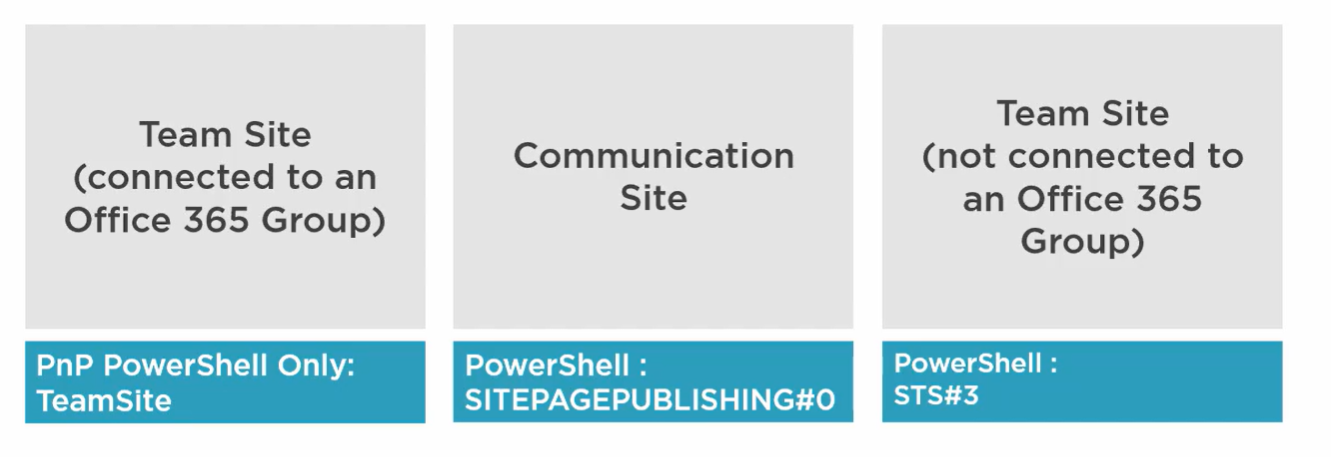 Team Site
(connected to an
Office 365 Group)
PnP PowerShell Only:
TeamSite
Communication
Site
PowerShell :
SITEPAGEPUBLISHING#0
Team Site
(not connected to
an Office 365
Group)
PowerShell :
STS#3